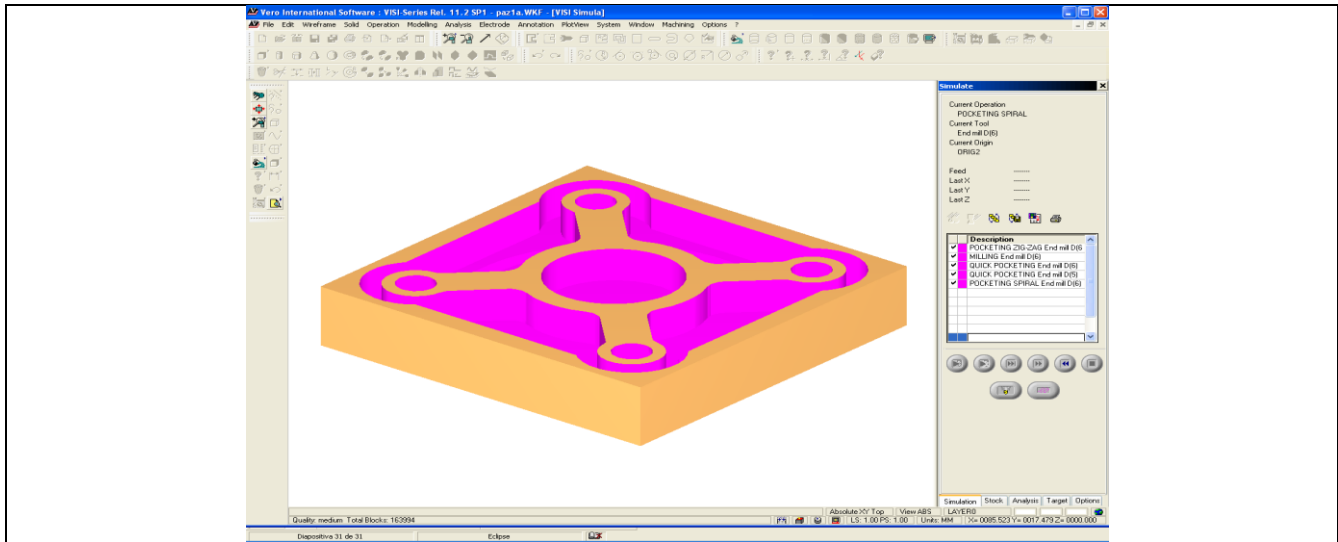 Vero International Software : VISI-Series Rel. 11.2 SP1 - paz1a.WKF - [VISI Simula]
File Edit Wireframe Solid Operation Modelling Analysis Electrode Annotation PlotView System Window Machining Options ?
Simulate
Current Operation
POCKETING SPIRAL
Current Tool
End mill D(6)
Current Origin
ORIG2
Feed ------
Last X ------
Last Y ------
Last Z ------
Description
POCKETING ZIG-ZAG End mill D(6
MILLING End mill D(6)
QUICK POCKETING End mill D(6)
QUICK POCKETING End mill D(5)
POCKETING SPIRAL End mill D(6)
Simulation Stock Analysis Target Options
Absolute XY Top View ABS LAYER0
Quality: medium Total Blocks: 163994 LS: 1.00 PS: 1.00 Units: MM X= 0085.523 Y= 0017.479 Z= 0000.000
Diapositiva 31 de 31 Eclipse